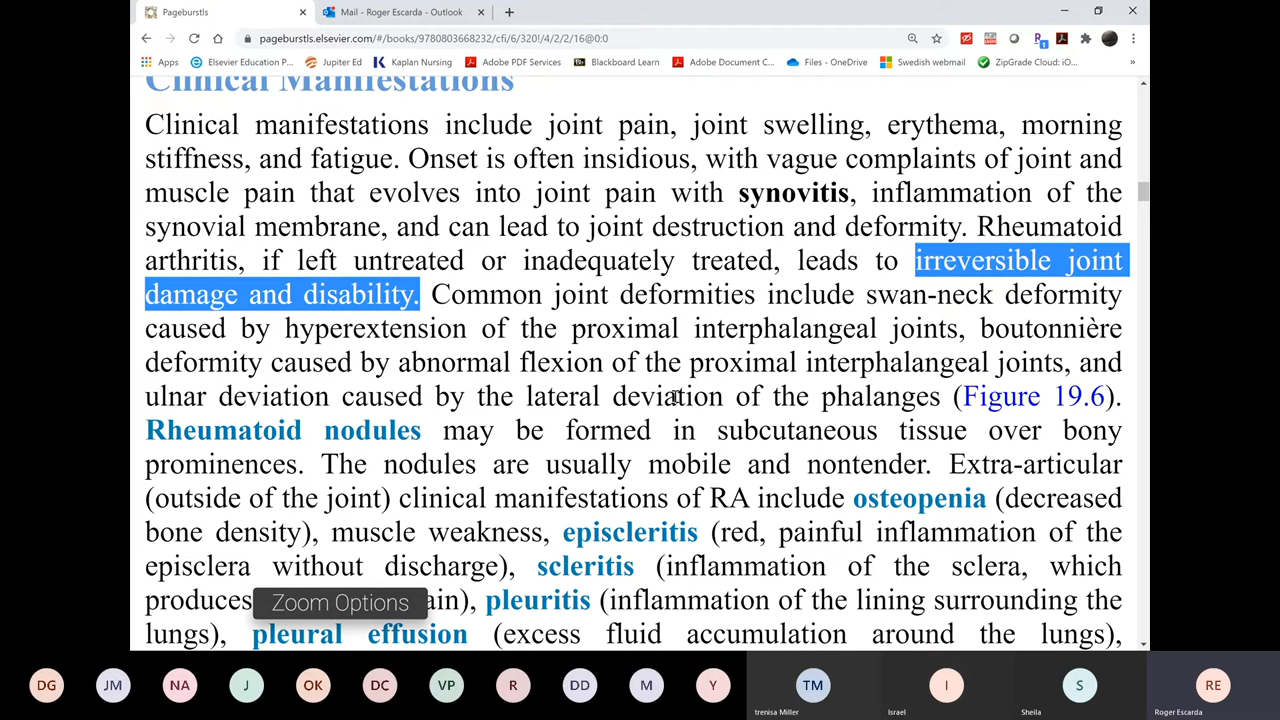 Pageburstls
Mail - Roger Escarda - Outlook
pageburstls.elsevier.com/#/books/9780803668232/cfi/6/320!/4/2/2/16@0:0
Apps Elsevier Education P... Jupiter Ed Kaplan Nursing Adobe PDF Services Blackboard Learn Adobe Document C... Files - OneDrive Swedish webmail ZipGrade Cloud: iO... »
Clinical Manifestations
Clinical manifestations include joint pain, joint swelling, erythema, morning
stiffness, and fatigue. Onset is often insidious, with vague complaints of joint and
muscle pain that evolves into joint pain with synovitis, inflammation of the
synovial membrane, and can lead to joint destruction and deformity. Rheumatoid
arthritis, if left untreated or inadequately treated, leads to irreversible joint
damage and disability. Common joint deformities include swan-neck deformity
caused by hyperextension of the proximal interphalangeal joints, boutonnière
deformity caused by abnormal flexion of the proximal interphalangeal joints, and
ulnar deviation caused by the lateral deviation of the phalanges (Figure 19.6).
Rheumatoid nodules may be formed in subcutaneous tissue over bony
prominences. The nodules are usually mobile and nontender. Extra-articular
(outside of the joint) clinical manifestations of RA include osteopenia (decreased
bone density), muscle weakness, episcleritis (red, painful inflammation of the
episclera without discharge), scleritis (inflammation of the sclera, which
produces ain), pleuritis (inflammation of the lining surrounding the
Zoom Options
lungs), pleural effusion (excess fluid accumulation around the lungs),
DG JM NA J OK DC VP R DD M Y TM I S RE
trenisa Miller Israel Sheila Roger Escarda